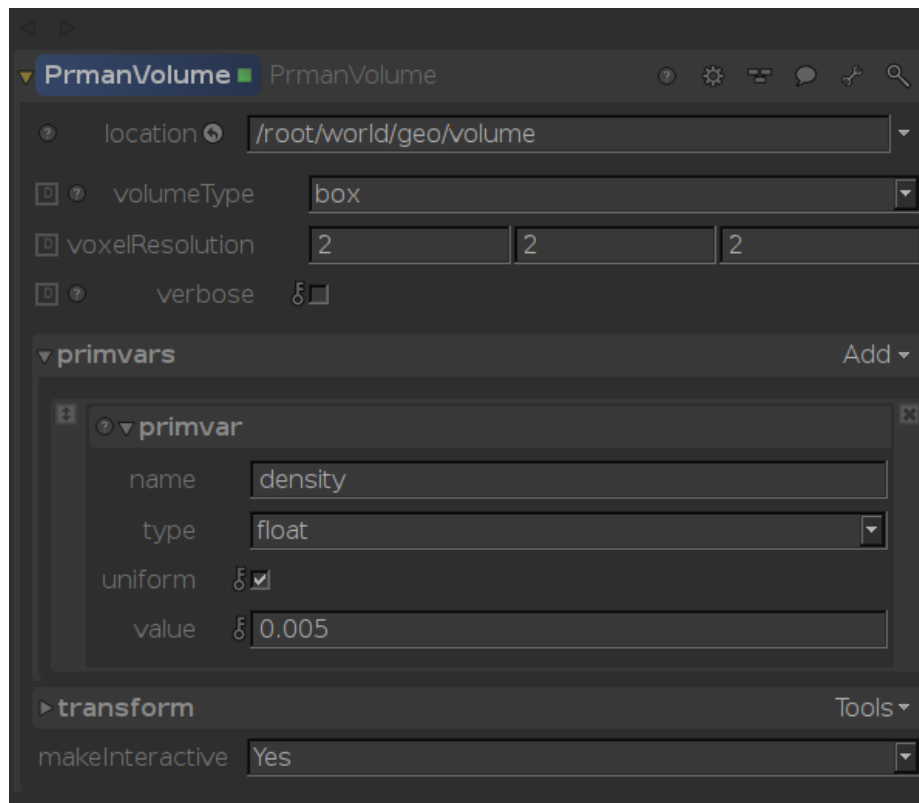 PrmanVolume PrmanVolume
location /root/world/geo/volume
D volumeType box
D voxelResolution 2 2 2
D verbose
primvars Add
primvar
name density
type float
uniform
value 0.005
transform Tools
makeInteractive Yes